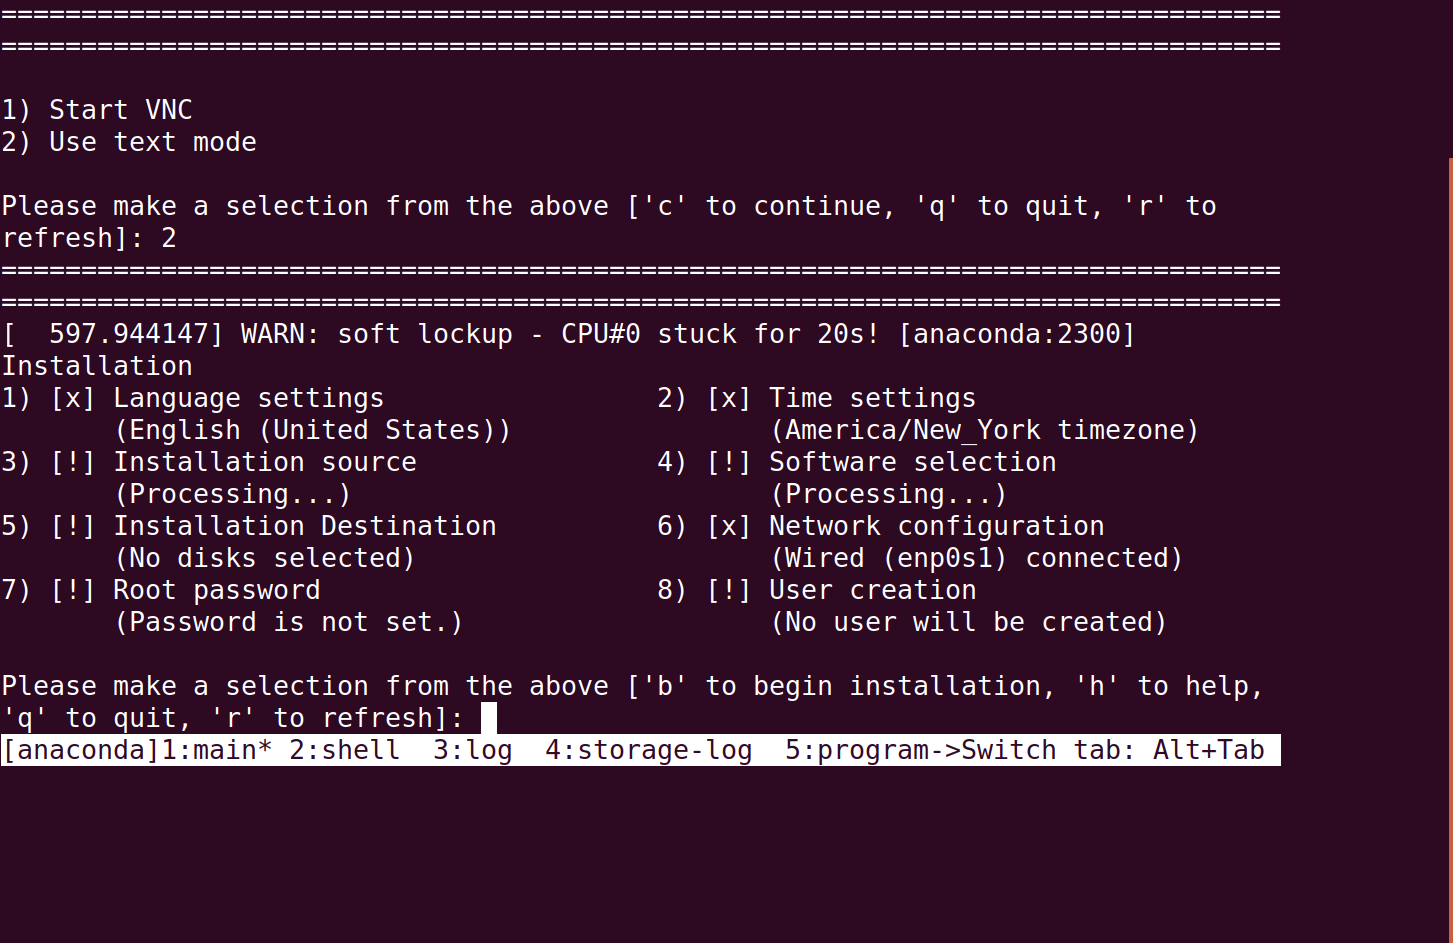 ================================================================================
================================================================================
1) Start VNC
2) Use text mode
Please make a selection from the above ['c' to continue, 'q' to quit, 'r' to
refresh]: 2
================================================================================
================================================================================
[  597.944147] WARN: soft lockup - CPU#0 stuck for 20s! [anaconda:2300]
Installation
1) [x] Language settings                 2) [x] Time settings
       (English (United States))                (America/New_York timezone)
3) [!] Installation source               4) [!] Software selection
       (Processing...)                          (Processing...)
5) [!] Installation Destination          6) [x] Network configuration
       (No disks selected)                      (Wired (enp0s1) connected)
7) [!] Root password                     8) [!] User creation
       (Password is not set.)                   (No user will be created)
Please make a selection from the above ['b' to begin installation, 'h' to help,
'q' to quit, 'r' to refresh]:
[anaconda]1:main* 2:shell  3:log  4:storage-log  5:program->Switch tab: Alt+Tab